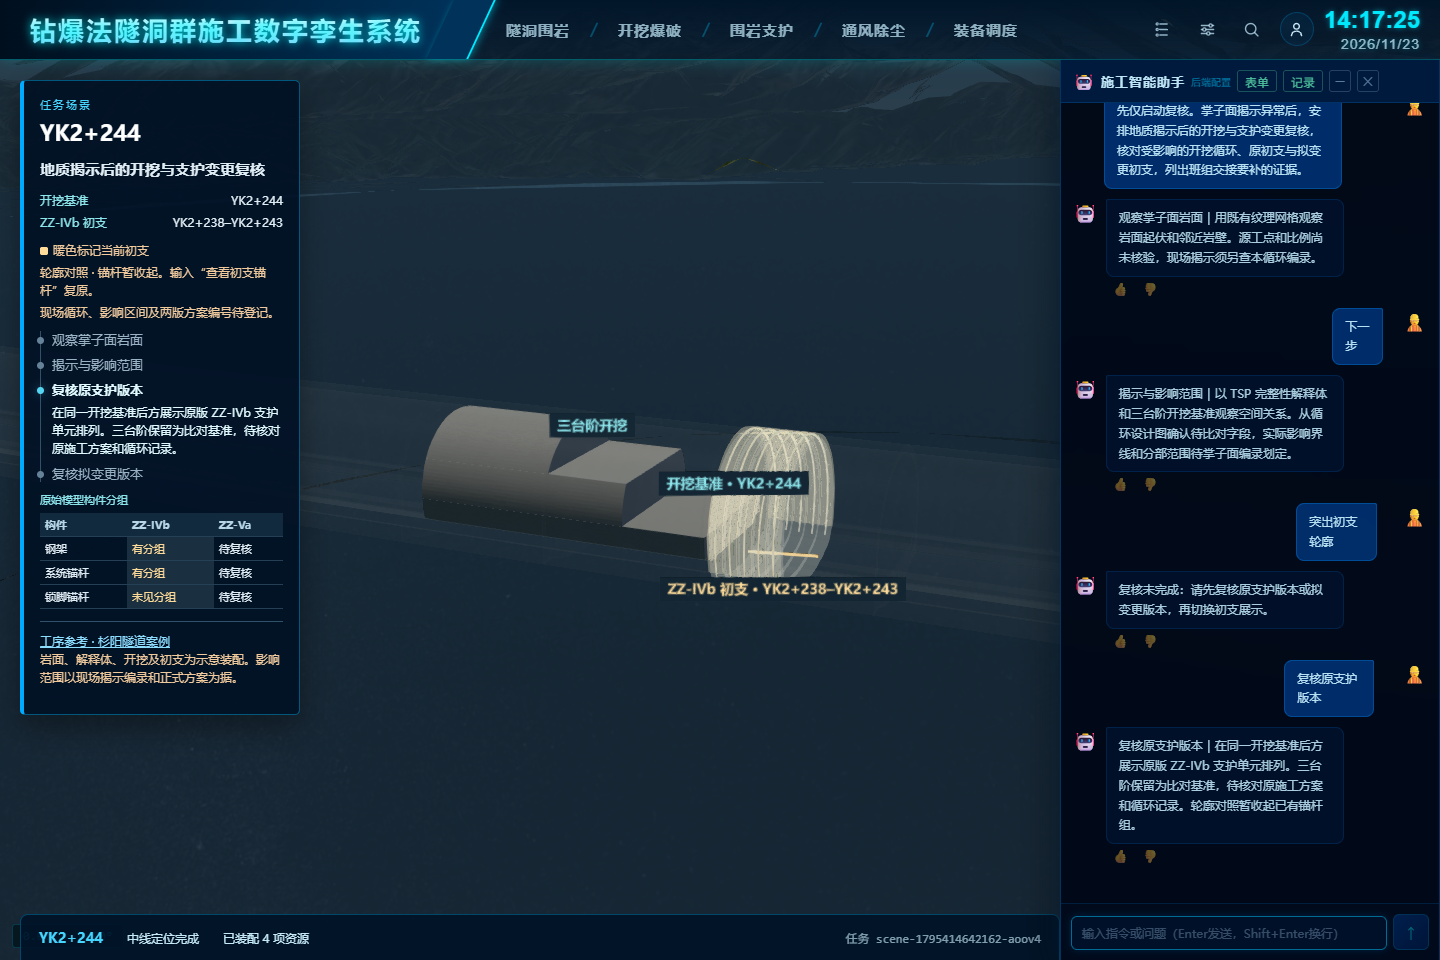 钻爆法隧洞群施工数字孪生系统
隧洞围岩 / 开挖爆破 / 围岩支护 / 通风除尘 / 装备调度
14:17:25
2026/11/23
任务场景
YK2+244
地质揭示后的开挖与支护变更复核
开挖基准 YK2+244
ZZ-IVb 初支 YK2+238–YK2+243
暖色标记当前初支
轮廓对照 · 锚杆暂收起。输入“查看初支锚
杆”复原。
现场循环、影响区间及两版方案编号待登记。
观察掌子面岩面
揭示与影响范围
复核原支护版本
在同一开挖基准后方展示原版 ZZ-IVb 支护
单元排列。三台阶保留为比对基准，待核对
原施工方案和循环记录。
复核拟变更版本
原始模型构件分组
构件 ZZ-IVb ZZ-Va
钢架 有分组 待复核
系统锚杆 有分组 待复核
锁脚锚杆 未见分组 待复核
工序参考 · 杉阳隧道案例
岩面、解释体、开挖及初支为示意装配。影响
范围以现场揭示编录和正式方案为据。
三台阶开挖
开挖基准 • YK2+244
ZZ-IVb 初支 • YK2+238–YK2+243
YK2+244 中线定位完成 已装配 4 项资源
任务 scene-1795414642162-aoov4
施工智能助手 后端配置 表单 记录
先仅启动复核。掌子面揭示异常后，安
排地质揭示后的开挖与支护变更复核，
核对受影响的开挖循环、原初支与拟变
更初支，列出班组交接要补的证据。
观察掌子面岩面 | 用既有纹理网格观察
岩面起伏和邻近岩壁。源工点和比例尚
未核验，现场揭示须另查本循环编录。
下一
步
揭示与影响范围 | 以 TSP 完整性解释体
和三台阶开挖基准观察空间关系。从循
环设计图确认待比对字段，实际影响界
线和分部范围待掌子面编录划定。
突出初支
轮廓
复核未完成：请先复核原支护版本或拟
变更版本，再切换初支展示。
复核原支护
版本
复核原支护版本 | 在同一开挖基准后方
展示原版 ZZ-IVb 支护单元排列。三台
阶保留为比对基准，待核对原施工方案
和循环记录。轮廓对照暂收起已有锚杆
组。
输入指令或问题（Enter发送，Shift+Enter换行）